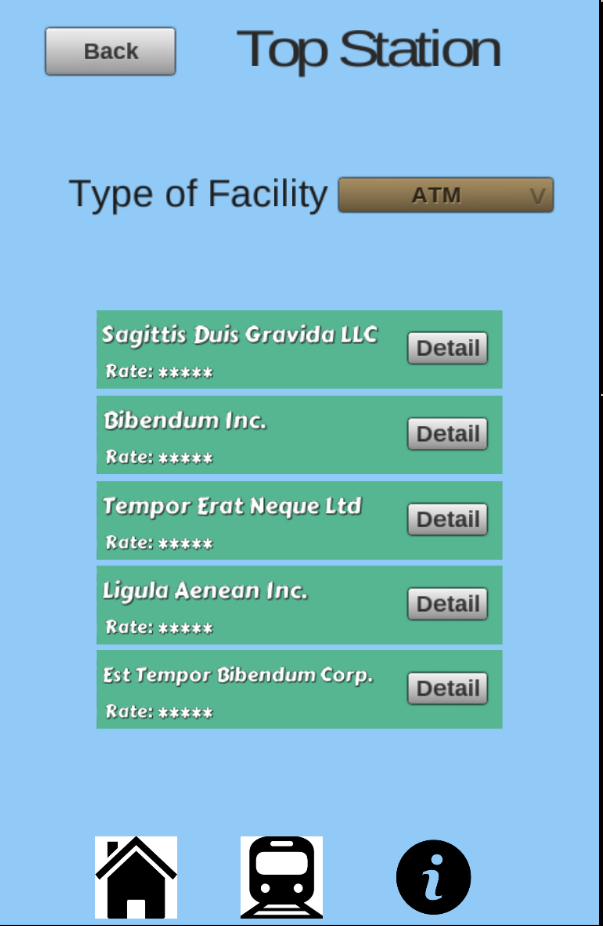 Back
Top Station
Type of Facility
ATM V
Sagittis Duis Gravida LLC
Detail
Rate: *****
Bibendum Inc.
Detail
Rate: *****
Tempor Erat Neque Ltd
Detail
Rate: *****
Ligula Aenean Inc.
Detail
Rate: *****
Est Tempor Bibendum Corp.
Detail
Rate: *****
i